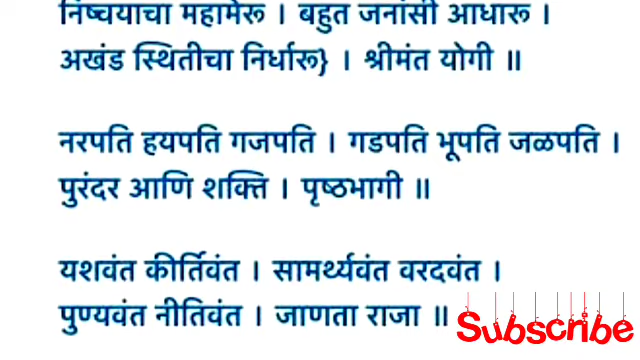 निश्चयाचा महामेरू । बहुत जनांसी आधारू ।
अखंड स्थितीचा निर्धारू} । श्रीमंत योगी ॥
नरपति हयपति गजपति । गडपति भूपति जळपति ।
पुरंदर आणि शक्ति । पृष्ठभागी ॥
यशवंत कीर्तिवंत । सामर्थ्यवंत वरदवंत ।
पुण्यवंत नीतिवंत । जाणता राजा ॥
Subscribe